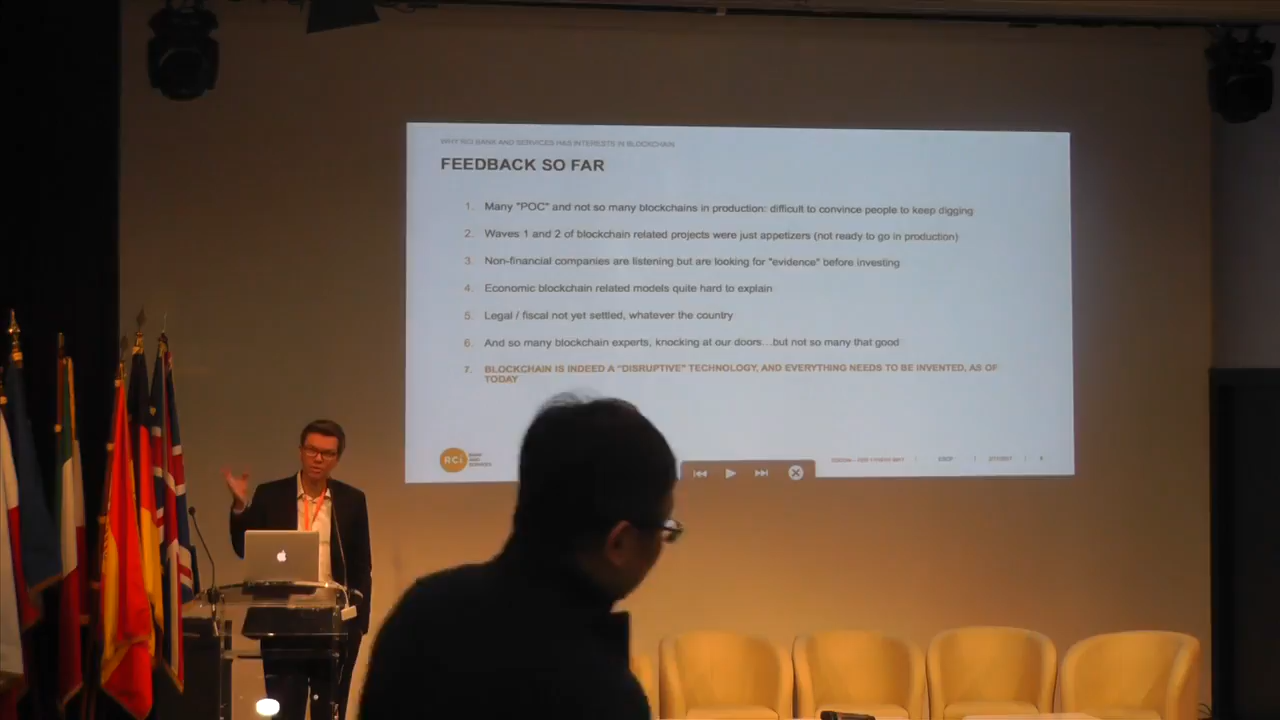 WHY RCI BANK AND SERVICES HAS INTERESTS IN BLOCKCHAIN
FEEDBACK SO FAR
1. Many "POC" and not so many blockchains in production: difficult to convince people to keep digging
2. Waves 1 and 2 of blockchain related projects were just appetizers (not ready to go in production)
3. Non-financial companies are listening but are looking for "evidence" before investing
4. Economic blockchain related models quite hard to explain
5. Legal / fiscal not yet settled, whatever the country
6. And so many blockchain experts, knocking at our doors...but not so many that good
7. BLOCKCHAIN IS INDEED A "DISRUPTIVE" TECHNOLOGY, AND EVERYTHING NEEDS TO BE INVENTED, AS OF
TODAY
RCI
BANK
AND
SERVICES